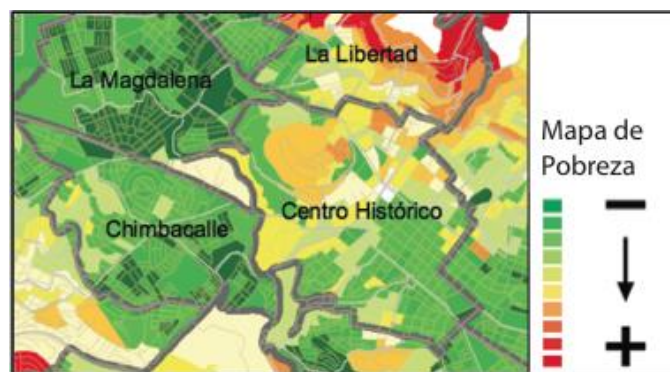 La Libertad
La Magdalena
Centro Histórico
Chimbacalle
Mapa de
Pobreza